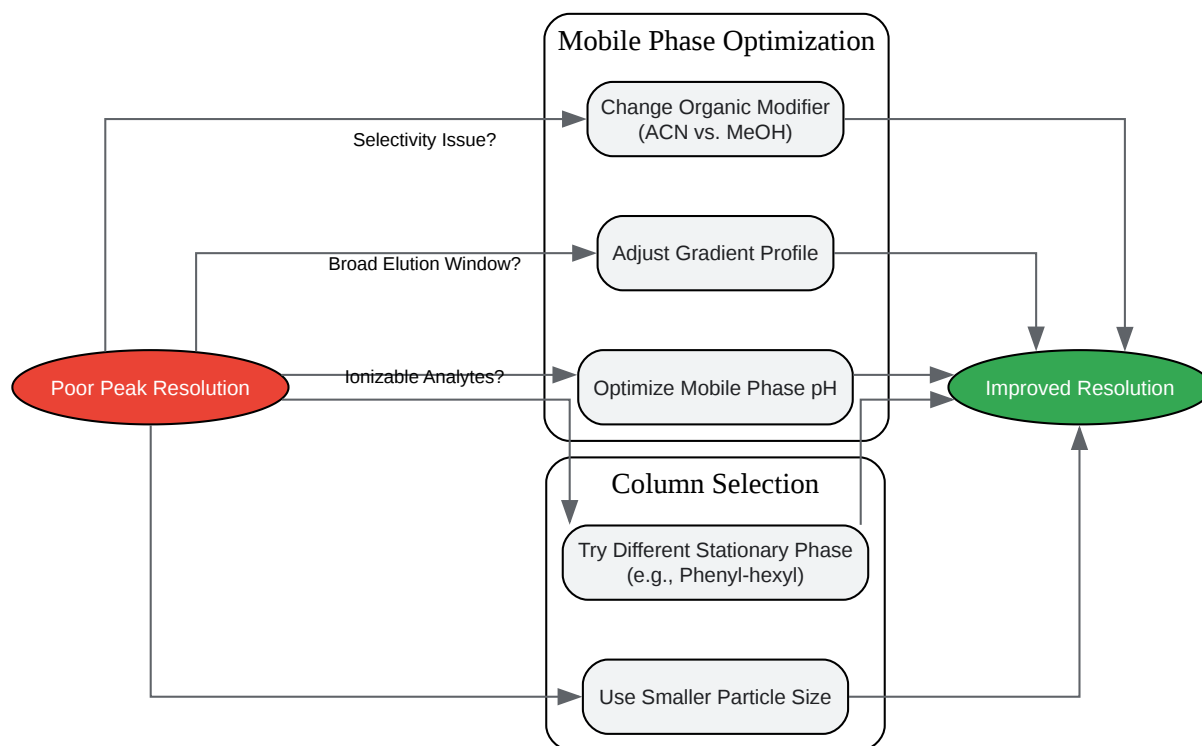 Mobile Phase Optimization
Change Organic Modifier
(ACN vs. MeOH)
Selectivity Issue?
Adjust Gradient Profile
Broad Elution Window?
Poor Peak Resolution
Ionizable Analytes?
Optimize Mobile Phase pH
Improved Resolution
Column Selection
Try Different Stationary Phase
(e.g., Phenyl-hexyl)
Use Smaller Particle Size